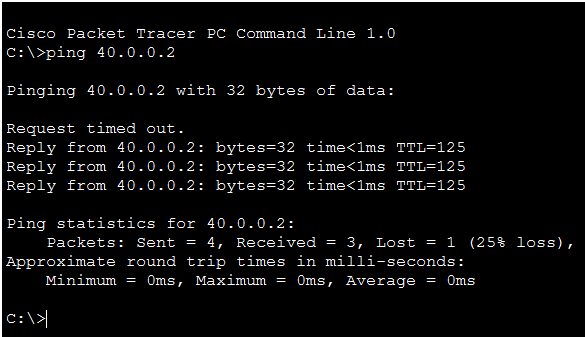 Cisco Packet Tracer PC Command Line 1.0
C:\>ping 40.0.0.2
Pinging 40.0.0.2 with 32 bytes of data:
Request timed out.
Reply from 40.0.0.2: bytes=32 time<1ms TTL=125
Reply from 40.0.0.2: bytes=32 time<1ms TTL=125
Reply from 40.0.0.2: bytes=32 time<1ms TTL=125
Ping statistics for 40.0.0.2:
    Packets: Sent = 4, Received = 3, Lost = 1 (25% loss),
Approximate round trip times in milli-seconds:
    Minimum = 0ms, Maximum = 0ms, Average = 0ms
C:\>